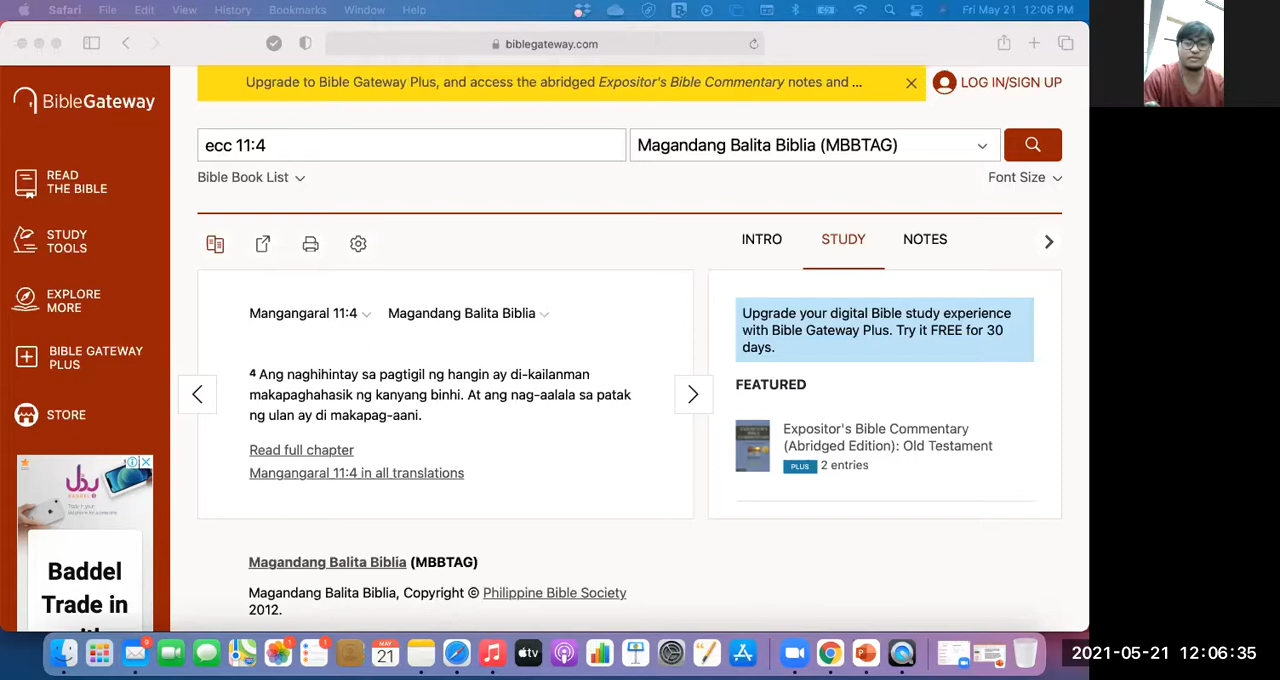 Safari File Edit View History Bookmarks Window Help Fri May 21 12:06 PM
biblegateway.com
BibleGateway
Upgrade to Bible Gateway Plus, and access the abridged Expositor's Bible Commentary notes and ...
LOG IN/SIGN UP
ecc 11:4
Magandang Balita Biblia (MBBTAG)
Bible Book List
Font Size
READ
THE BIBLE
STUDY
TOOLS
EXPLORE
MORE
BIBLE GATEWAY
PLUS
STORE
INTRO STUDY NOTES
Mangangaral 11:4 Magandang Balita Biblia
4 Ang naghihintay sa pagtigil ng hangin ay di-kailanman
makapaghahasik ng kanyang binhi. At ang nag-aalala sa patak
ng ulan ay di makapag-aani.
Read full chapter
Mangangaral 11:4 in all translations
Upgrade your digital Bible study experience
with Bible Gateway Plus. Try it FREE for 30
days.
FEATURED
Expositor's Bible Commentary
(Abridged Edition): Old Testament
PLUS 2 entries
Magandang Balita Biblia (MBBTAG)
Magandang Balita Biblia, Copyright © Philippine Bible Society
2012.
Baddel
Trade in
9
1
1
MAY
21
tv
2021-05-21 12:06:35